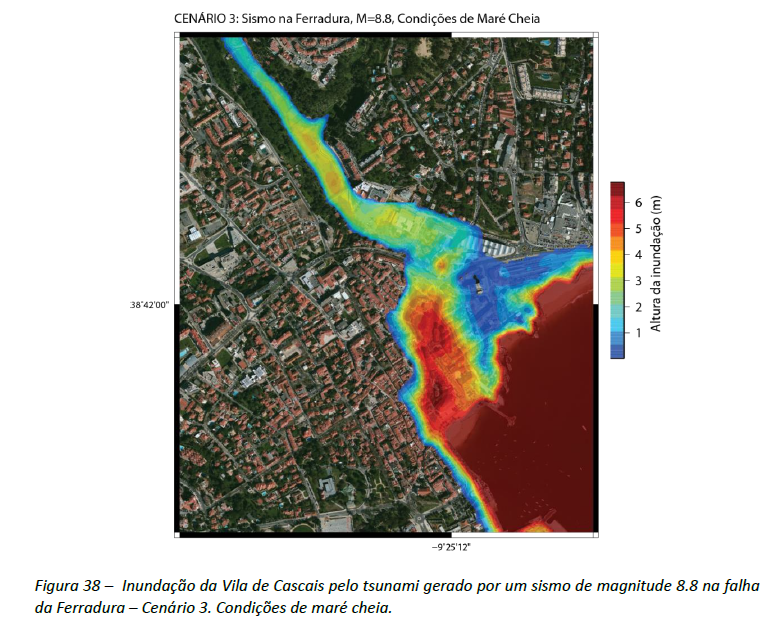 CENÁRIO 3: Sismo na Ferradura, M=8.8, Condições de Maré Cheia
6
5
4
3
2
1
Altura da inundação (m)
38°42'00"
−9°25'12"
Figura 38 – Inundação da Vila de Cascais pelo tsunami gerado por um sismo de magnitude 8.8 na falha
da Ferradura – Cenário 3. Condições de maré cheia.